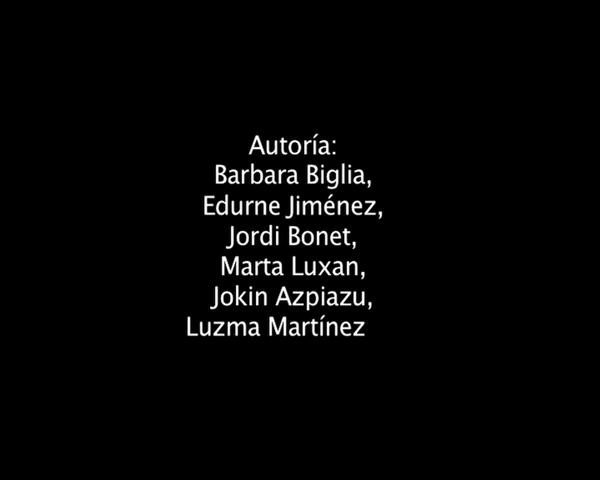 Autoría:
Barbara Biglia,
Edurne Jiménez,
Jordi Bonet,
Marta Luxan,
Jokin Azpiazu,
Luzma Martínez